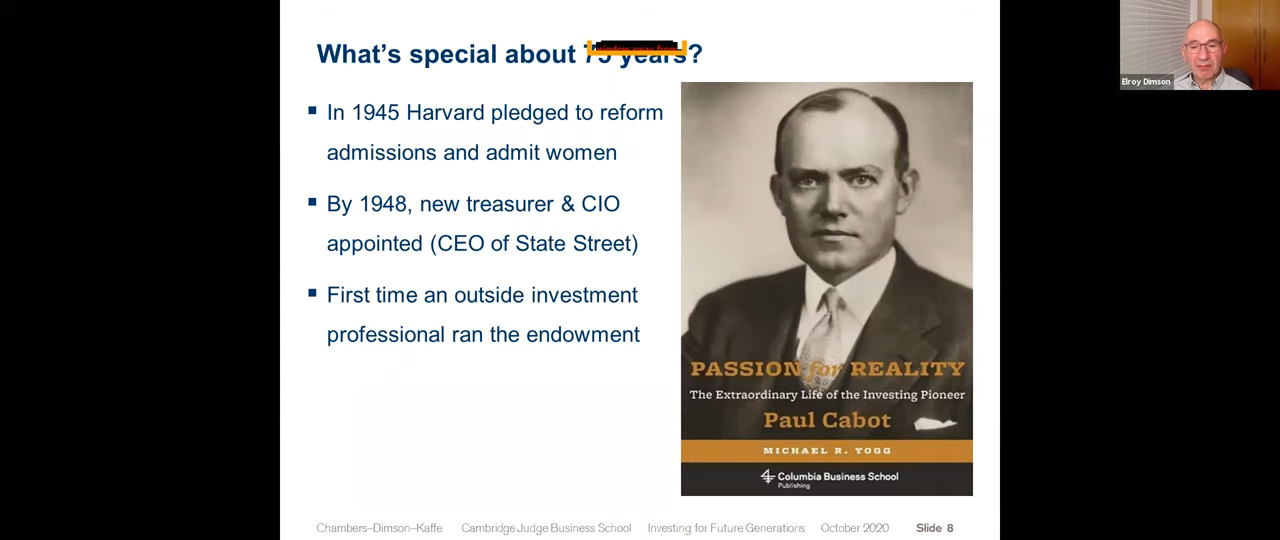 What's special about 75 years?
window away from
▪ In 1945 Harvard pledged to reform
admissions and admit women
▪ By 1948, new treasurer & CIO
appointed (CEO of State Street)
▪ First time an outside investment
professional ran the endowment
PASSION for REALITY
The Extraordinary Life of the Investing Pioneer
Paul Cabot
MICHAEL R. YOGG
Columbia Business School
Publishing
Chambers–Dimson–Kaffe Cambridge Judge Business School Investing for Future Generations October 2020 Slide 8
Elroy Dimson